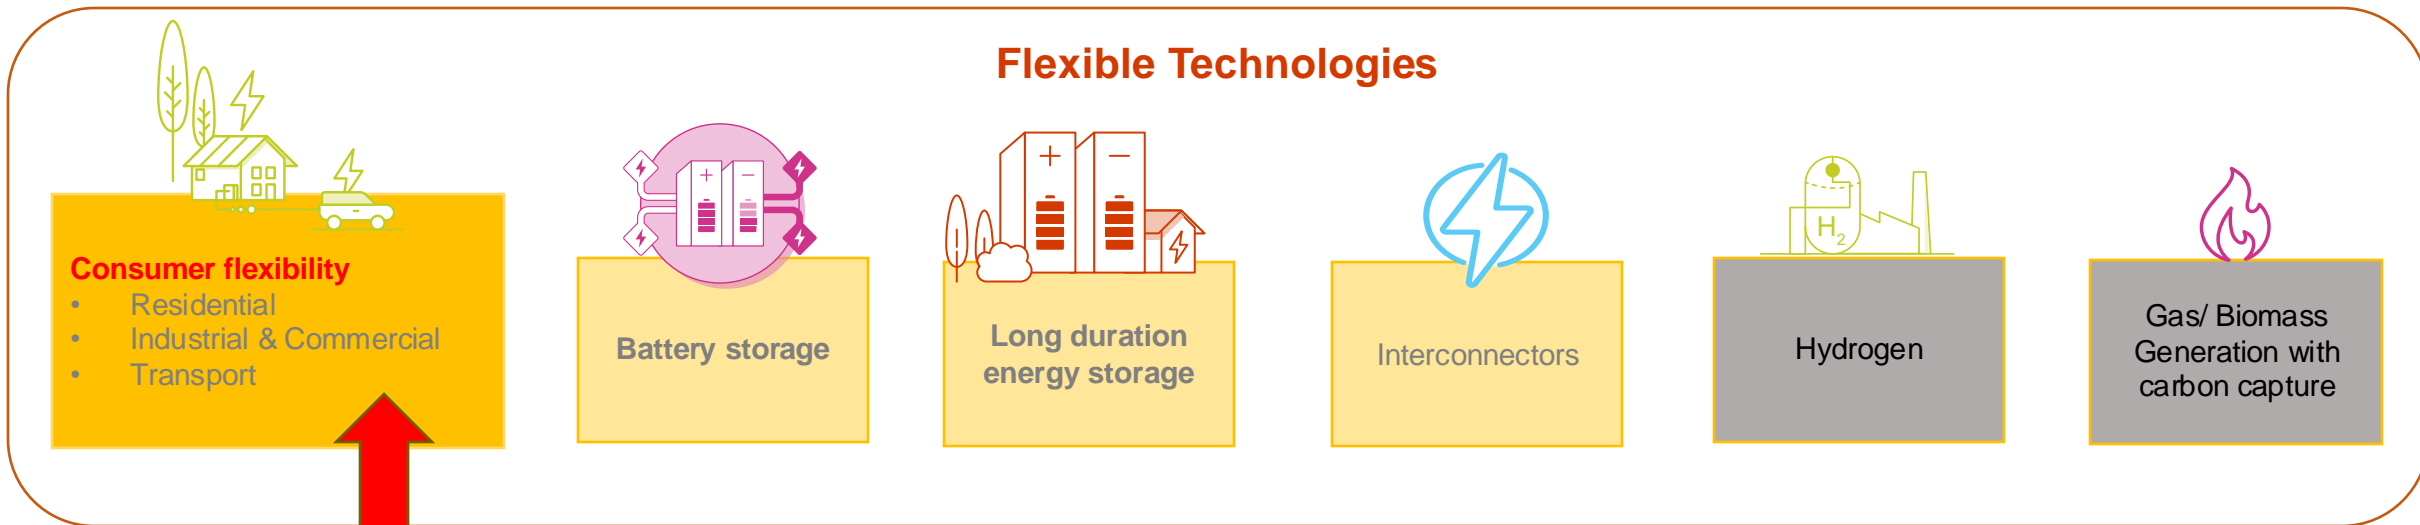 Flexible Technologies
Consumer flexibility
• Residential
• Industrial & Commercial
• Transport
+ −
Battery storage
+ −
Long duration
energy storage
Interconnectors
H2
Hydrogen
Gas/ Biomass
Generation with
carbon capture